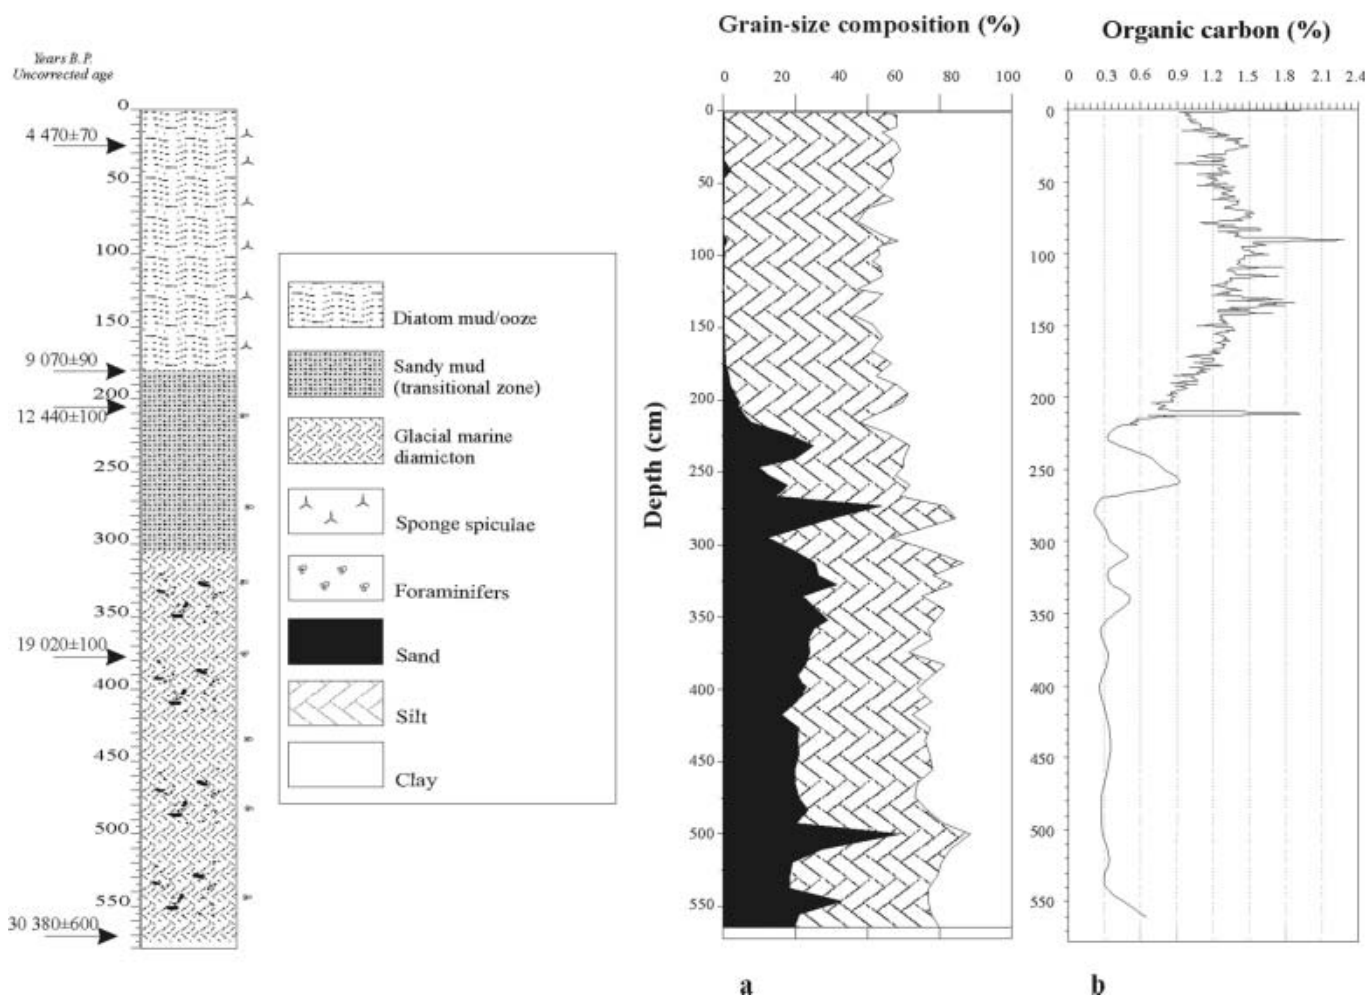 Years B.P.
Uncorrected age
0
4 470±70
50
100
150
9 070±90
200
12 440±100
250
300
350
19 020±100
400
450
500
550
30 380±600
Diatom mud/ooze
Sandy mud
(transitional zone)
Glacial marine
diamicton
Sponge spiculae
Foraminifers
Sand
Silt
Clay
Grain-size composition (%)
0 20 40 60 80 100
Depth (cm)
0
50
100
150
200
250
300
350
400
450
500
550
a
Organic carbon (%)
0 0.3 0.6 0.9 1.2 1.5 1.8 2.1 2.4
0
50
100
150
200
250
300
350
400
450
500
550
b